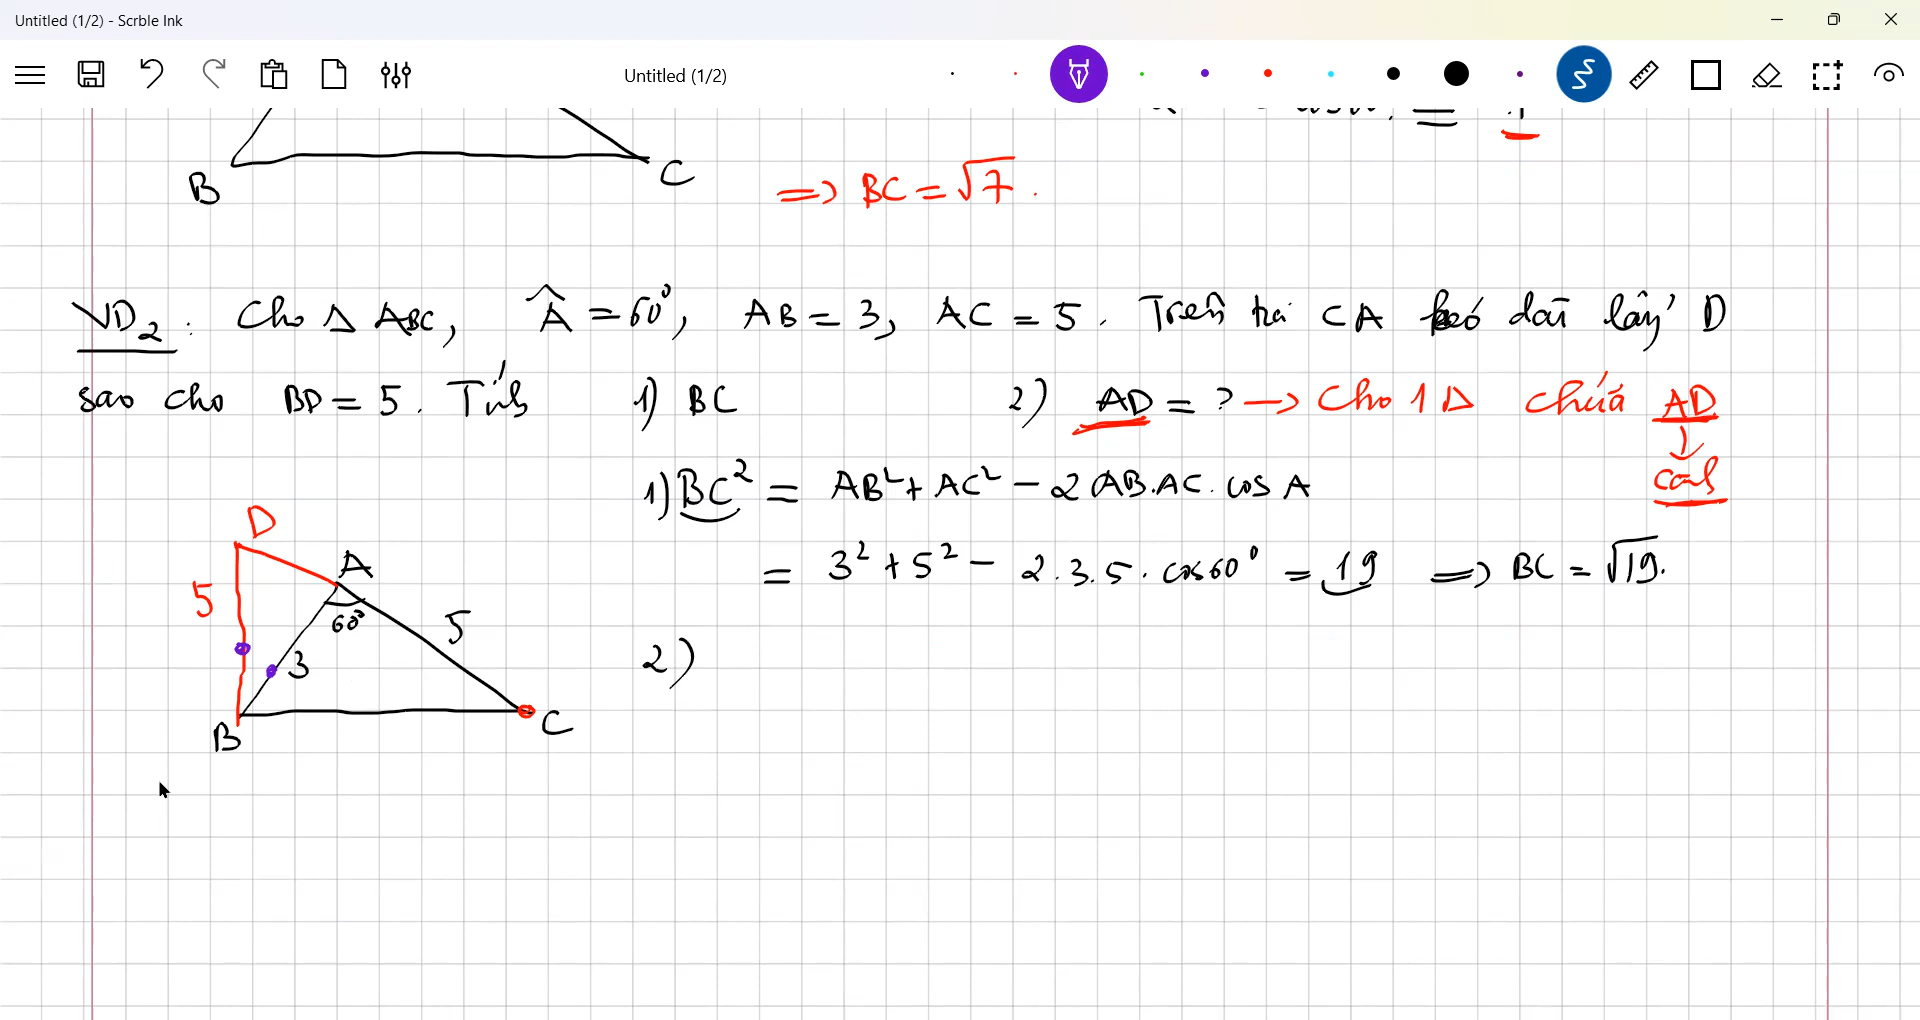 Untitled (1/2) - Scrble Ink
Untitled (1/2)
B C
=> BC = √7.
VD2: Cho Δ ABC, Â = 60°, AB = 3, AC = 5. Trên tia CA kéo dài lấy D
sao cho BD = 5. Tính 1) BC 2) AD = ? → Cho 1 Δ chứa AD
↓
cạnh
1) BC² = AB² + AC² - 2 AB.AC. cos A
= 3² + 5² - 2.3.5. cos60° = 19 => BC = √19.
2)
D
A
5
60°
5
3
B
C